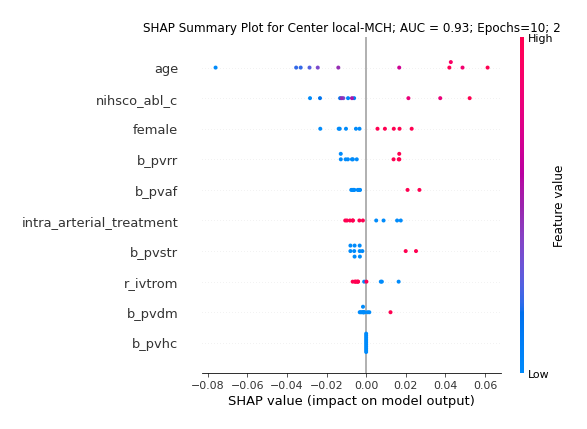 SHAP Summary Plot for Center local-MCH; AUC = 0.93; Epochs=10; 2
High
age
nihsco_abl_c
female
b_pvrr
b_pvaf
intra_arterial_treatment
b_pvstr
r_ivtrom
b_pvdm
b_pvhc
Feature value
Low
−0.08 −0.06 −0.04 −0.02 0.00 0.02 0.04 0.06
SHAP value (impact on model output)